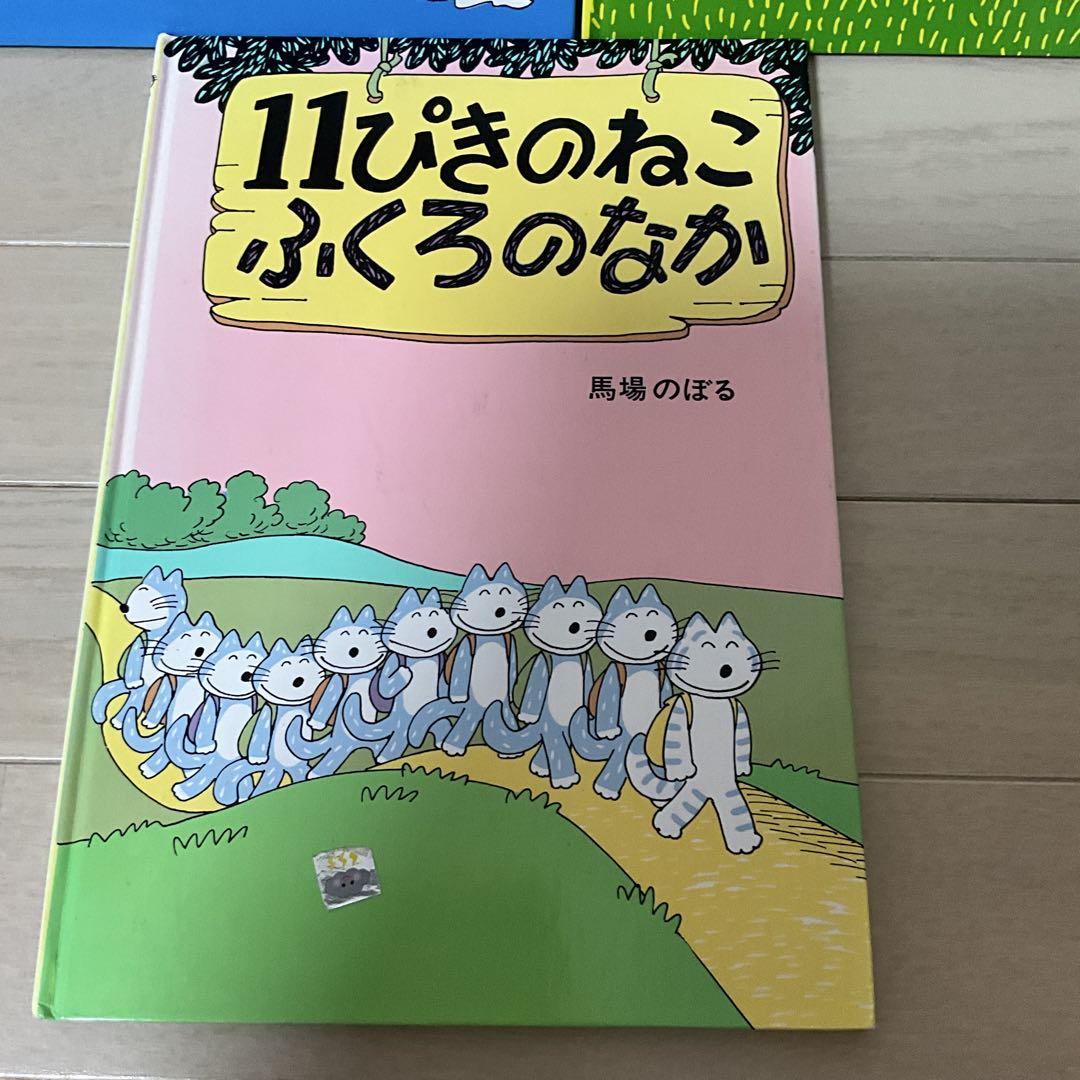 11ぴきのねこ
ふくろのなか
馬場のぼる